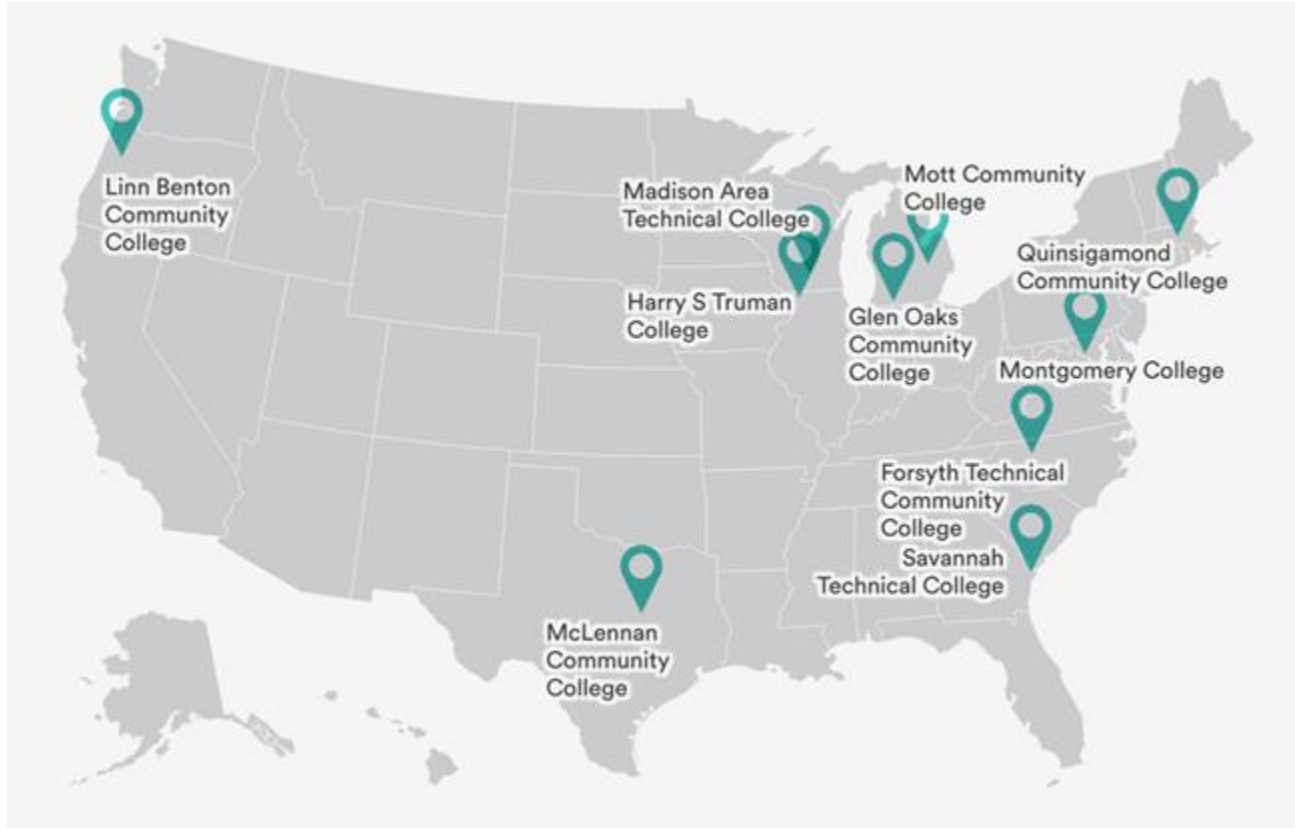 Linn Benton
Community
College
Madison Area
Technical College
Harry S Truman
College
Mott Community
College
Glen Oaks
Community
College
Quinsigamond
Community College
Montgomery College
Forsyth Technical
Community
College
Savannah
Technical College
McLennan
Community
College